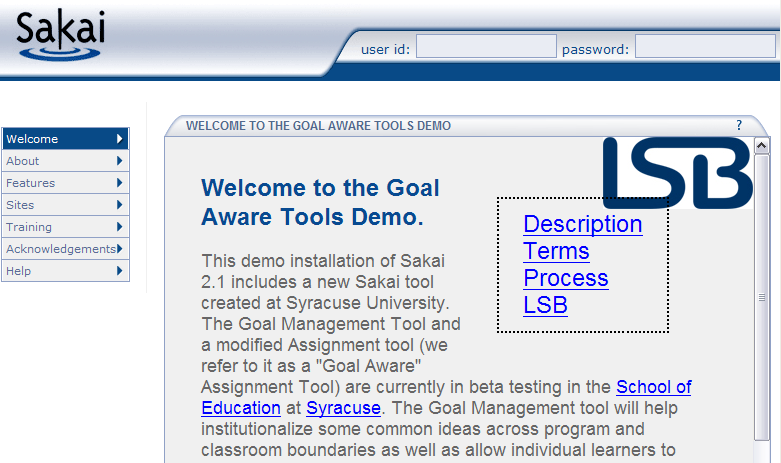 Sakai
user id:
password:
Welcome
About
Features
Sites
Training
Acknowledgements
Help
WELCOME TO THE GOAL AWARE TOOLS DEMO
?
LSB
Welcome to the Goal
Aware Tools Demo.
Description
Terms
Process
LSB
This demo installation of Sakai
2.1 includes a new Sakai tool
created at Syracuse University.
The Goal Management Tool and
a modified Assignment tool (we
refer to it as a "Goal Aware"
Assignment Tool) are currently in beta testing in the School of
Education at Syracuse. The Goal Management tool will help
institutionalize some common ideas across program and
classroom boundaries as well as allow individual learners to